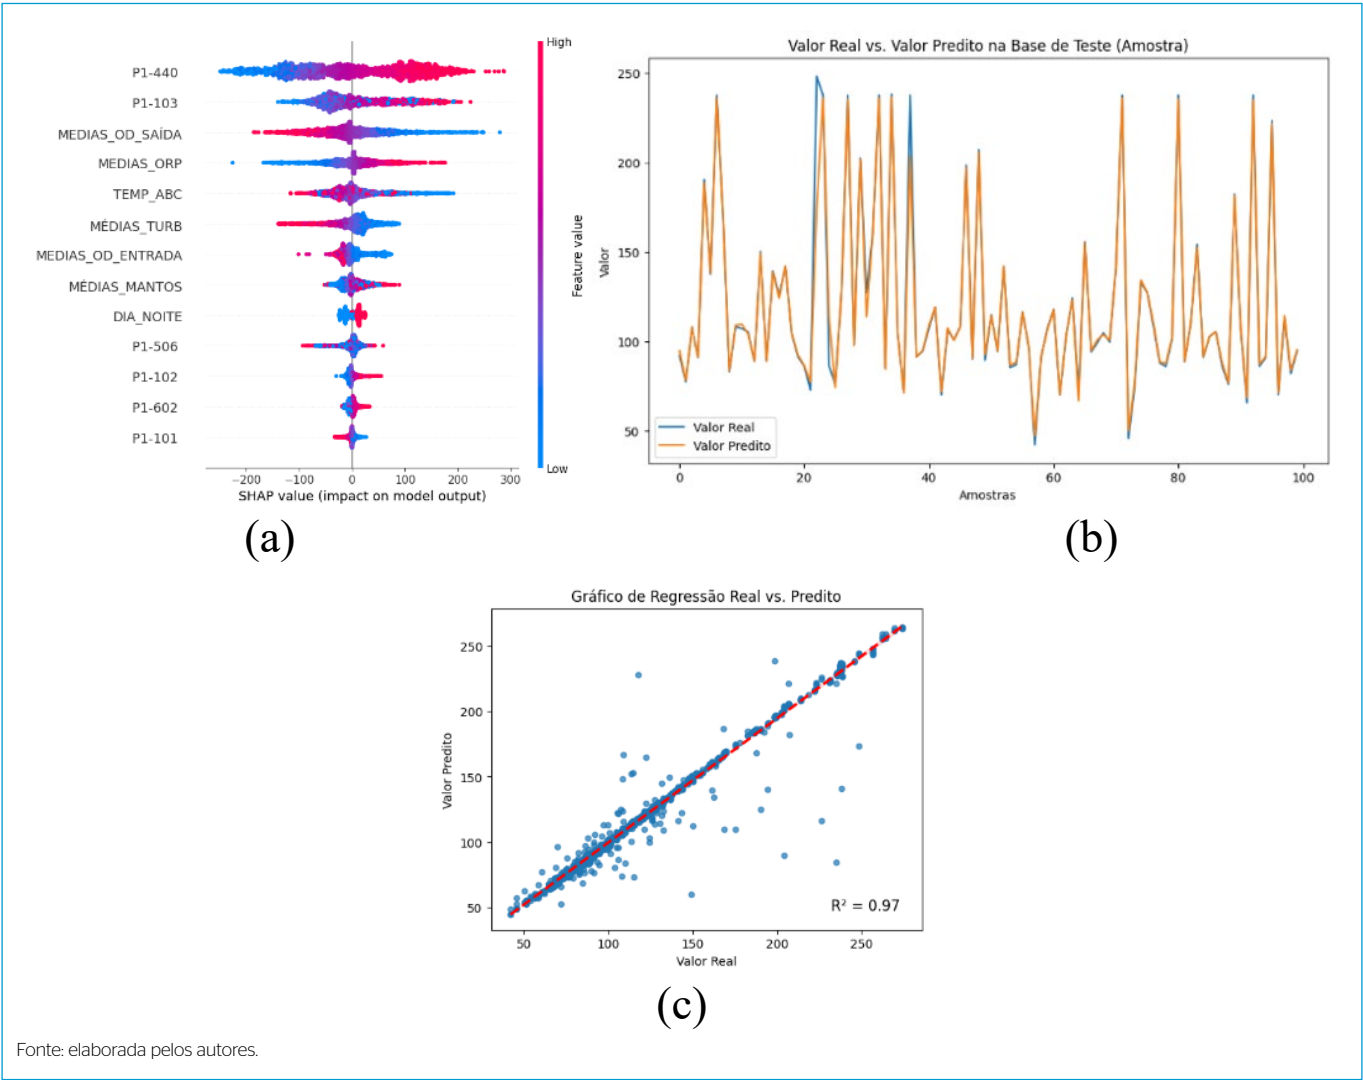 High
P1-440
P1-103
MEDIAS_OD_SAÍDA
MEDIAS_ORP
TEMP_ABC
MÉDIAS_TURB
MEDIAS_OD_ENTRADA
MÉDIAS_MANTOS
DIA_NOITE
P1-506
P1-102
P1-602
P1-101
Low
Feature value
−200 −100 0 100 200 300
SHAP value (impact on model output)
(a)
Valor Real vs. Valor Predito na Base de Teste (Amostra)
250
200
150
100
50
Valor
Valor Real
Valor Predito
0 20 40 60 80 100
Amostras
(b)
Gráfico de Regressão Real vs. Predito
250
200
150
100
50
Valor Predito
R² = 0.97
50 100 150 200 250
Valor Real
(c)
Fonte: elaborada pelos autores.